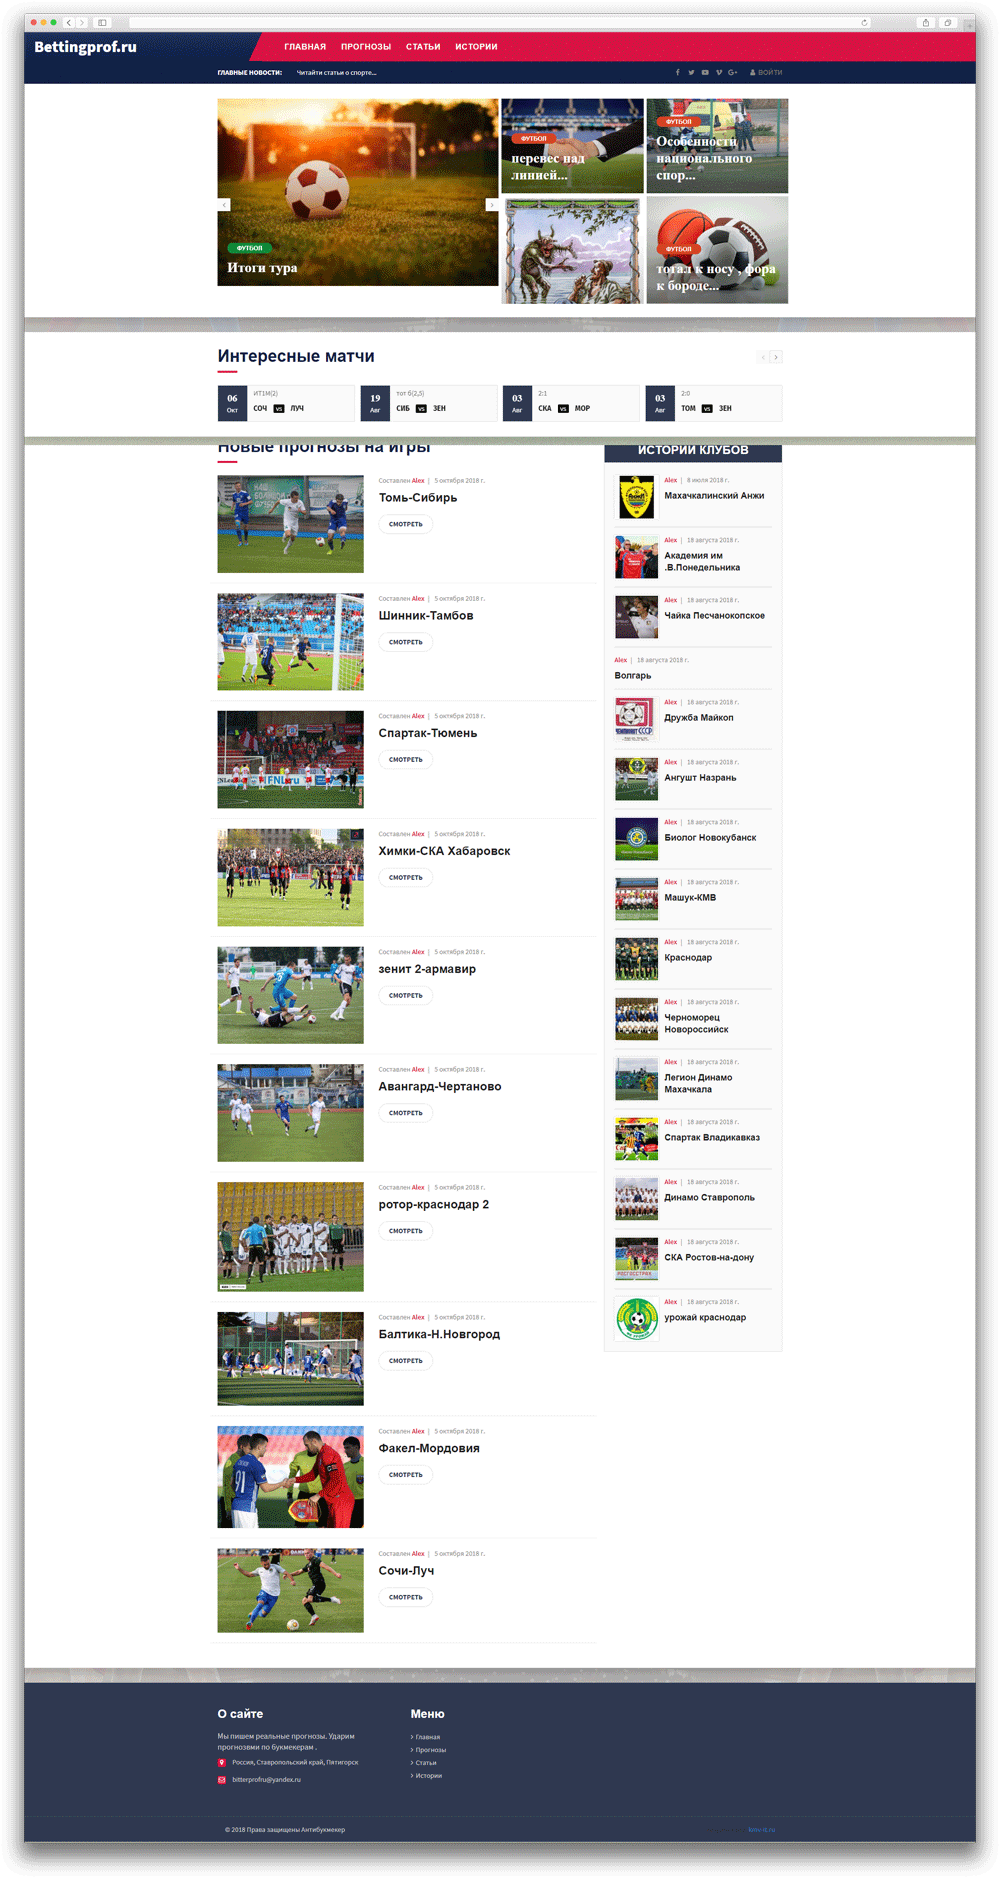 Bettingprof.ru
ГЛАВНАЯ ПРОГНОЗЫ СТАТЬИ ИСТОРИИ
ГЛАВНЫЕ НОВОСТИ: Читайти статьи о спорте...
ВОЙТИ
ФУТБОЛ
Итоги тура
ФУТБОЛ
перевес над
линией...
ФУТБОЛ
Особенности
национального
спор...
ФУТБОЛ
тотал к носу , фора
к бороде...
Интересные матчи
06 Окт ИТ1М(2) СОЧ VS ЛУЧ
19 Авг тот б(2,5) СИБ VS ЗЕН
03 Авг 2:1 СКА VS МОР
03 Авг 2:0 ТОМ VS ЗЕН
Новые прогнозы на игры
Составлен Alex | 5 октября 2018 г.
Томь-Сибирь
СМОТРЕТЬ
Составлен Alex | 5 октября 2018 г.
Шинник-Тамбов
СМОТРЕТЬ
Составлен Alex | 5 октября 2018 г.
Спартак-Тюмень
СМОТРЕТЬ
FNL.ru
Составлен Alex | 5 октября 2018 г.
Химки-СКА Хабаровск
СМОТРЕТЬ
Составлен Alex | 5 октября 2018 г.
зенит 2-армавир
СМОТРЕТЬ
Составлен Alex | 5 октября 2018 г.
Авангард-Чертаново
СМОТРЕТЬ
Составлен Alex | 5 октября 2018 г.
ротор-краснодар 2
СМОТРЕТЬ
Составлен Alex | 5 октября 2018 г.
Балтика-Н.Новгород
СМОТРЕТЬ
Составлен Alex | 5 октября 2018 г.
Факел-Мордовия
СМОТРЕТЬ
91
Составлен Alex | 5 октября 2018 г.
Сочи-Луч
СМОТРЕТЬ
ИСТОРИИ КЛУБОВ
Alex | 8 июля 2018 г.
Махачкалинский Анжи
Alex | 18 августа 2018 г.
Академия им
.В.Понедельника
Alex | 18 августа 2018 г.
Чайка Песчанокопское
Alex | 18 августа 2018 г.
Волгарь
Alex | 18 августа 2018 г.
Дружба Майкоп
Alex | 18 августа 2018 г.
Ангушт Назрань
Alex | 18 августа 2018 г.
Биолог Новокубанск
Alex | 18 августа 2018 г.
Машук-КМВ
Alex | 18 августа 2018 г.
Краснодар
Alex | 18 августа 2018 г.
Черноморец
Новороссийск
Alex | 18 августа 2018 г.
Легион Динамо
Махачкала
Alex | 18 августа 2018 г.
Спартак Владикавказ
Alex | 18 августа 2018 г.
Динамо Ставрополь
Alex | 18 августа 2018 г.
СКА Ростов-на-дону
РОСГОССТРАХ
Alex | 18 августа 2018 г.
урожай краснодар
О сайте
Мы пишем реальные прогнозы. Ударим
прогнозвми по букмекерам .
Россия, Ставропольский край, Пятигорск
bitterprofru@yandex.ru
Меню
Главная
Прогнозы
Статьи
Истории
© 2018 Права защищены Антибукмекер
kmv-it.ru